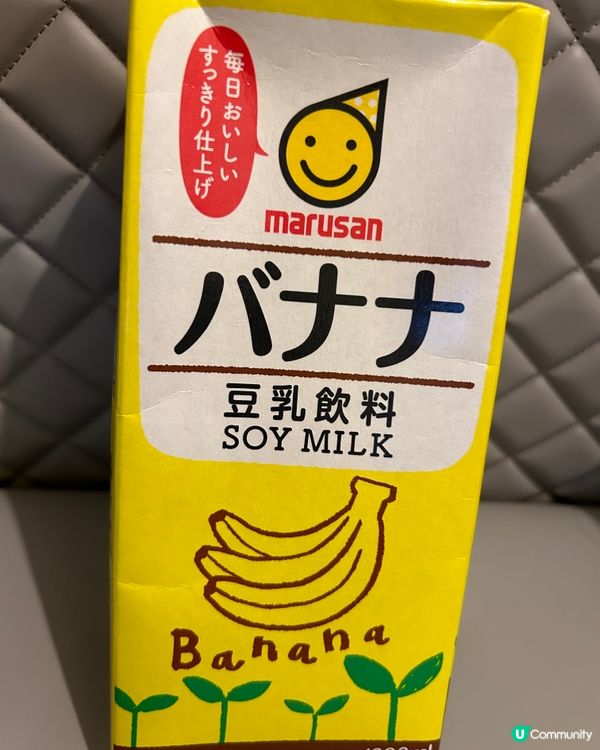 毎日おいしい
すっきり仕上げ
marusan
バナナ
豆乳飲料
SOY MILK
Banana
U Community